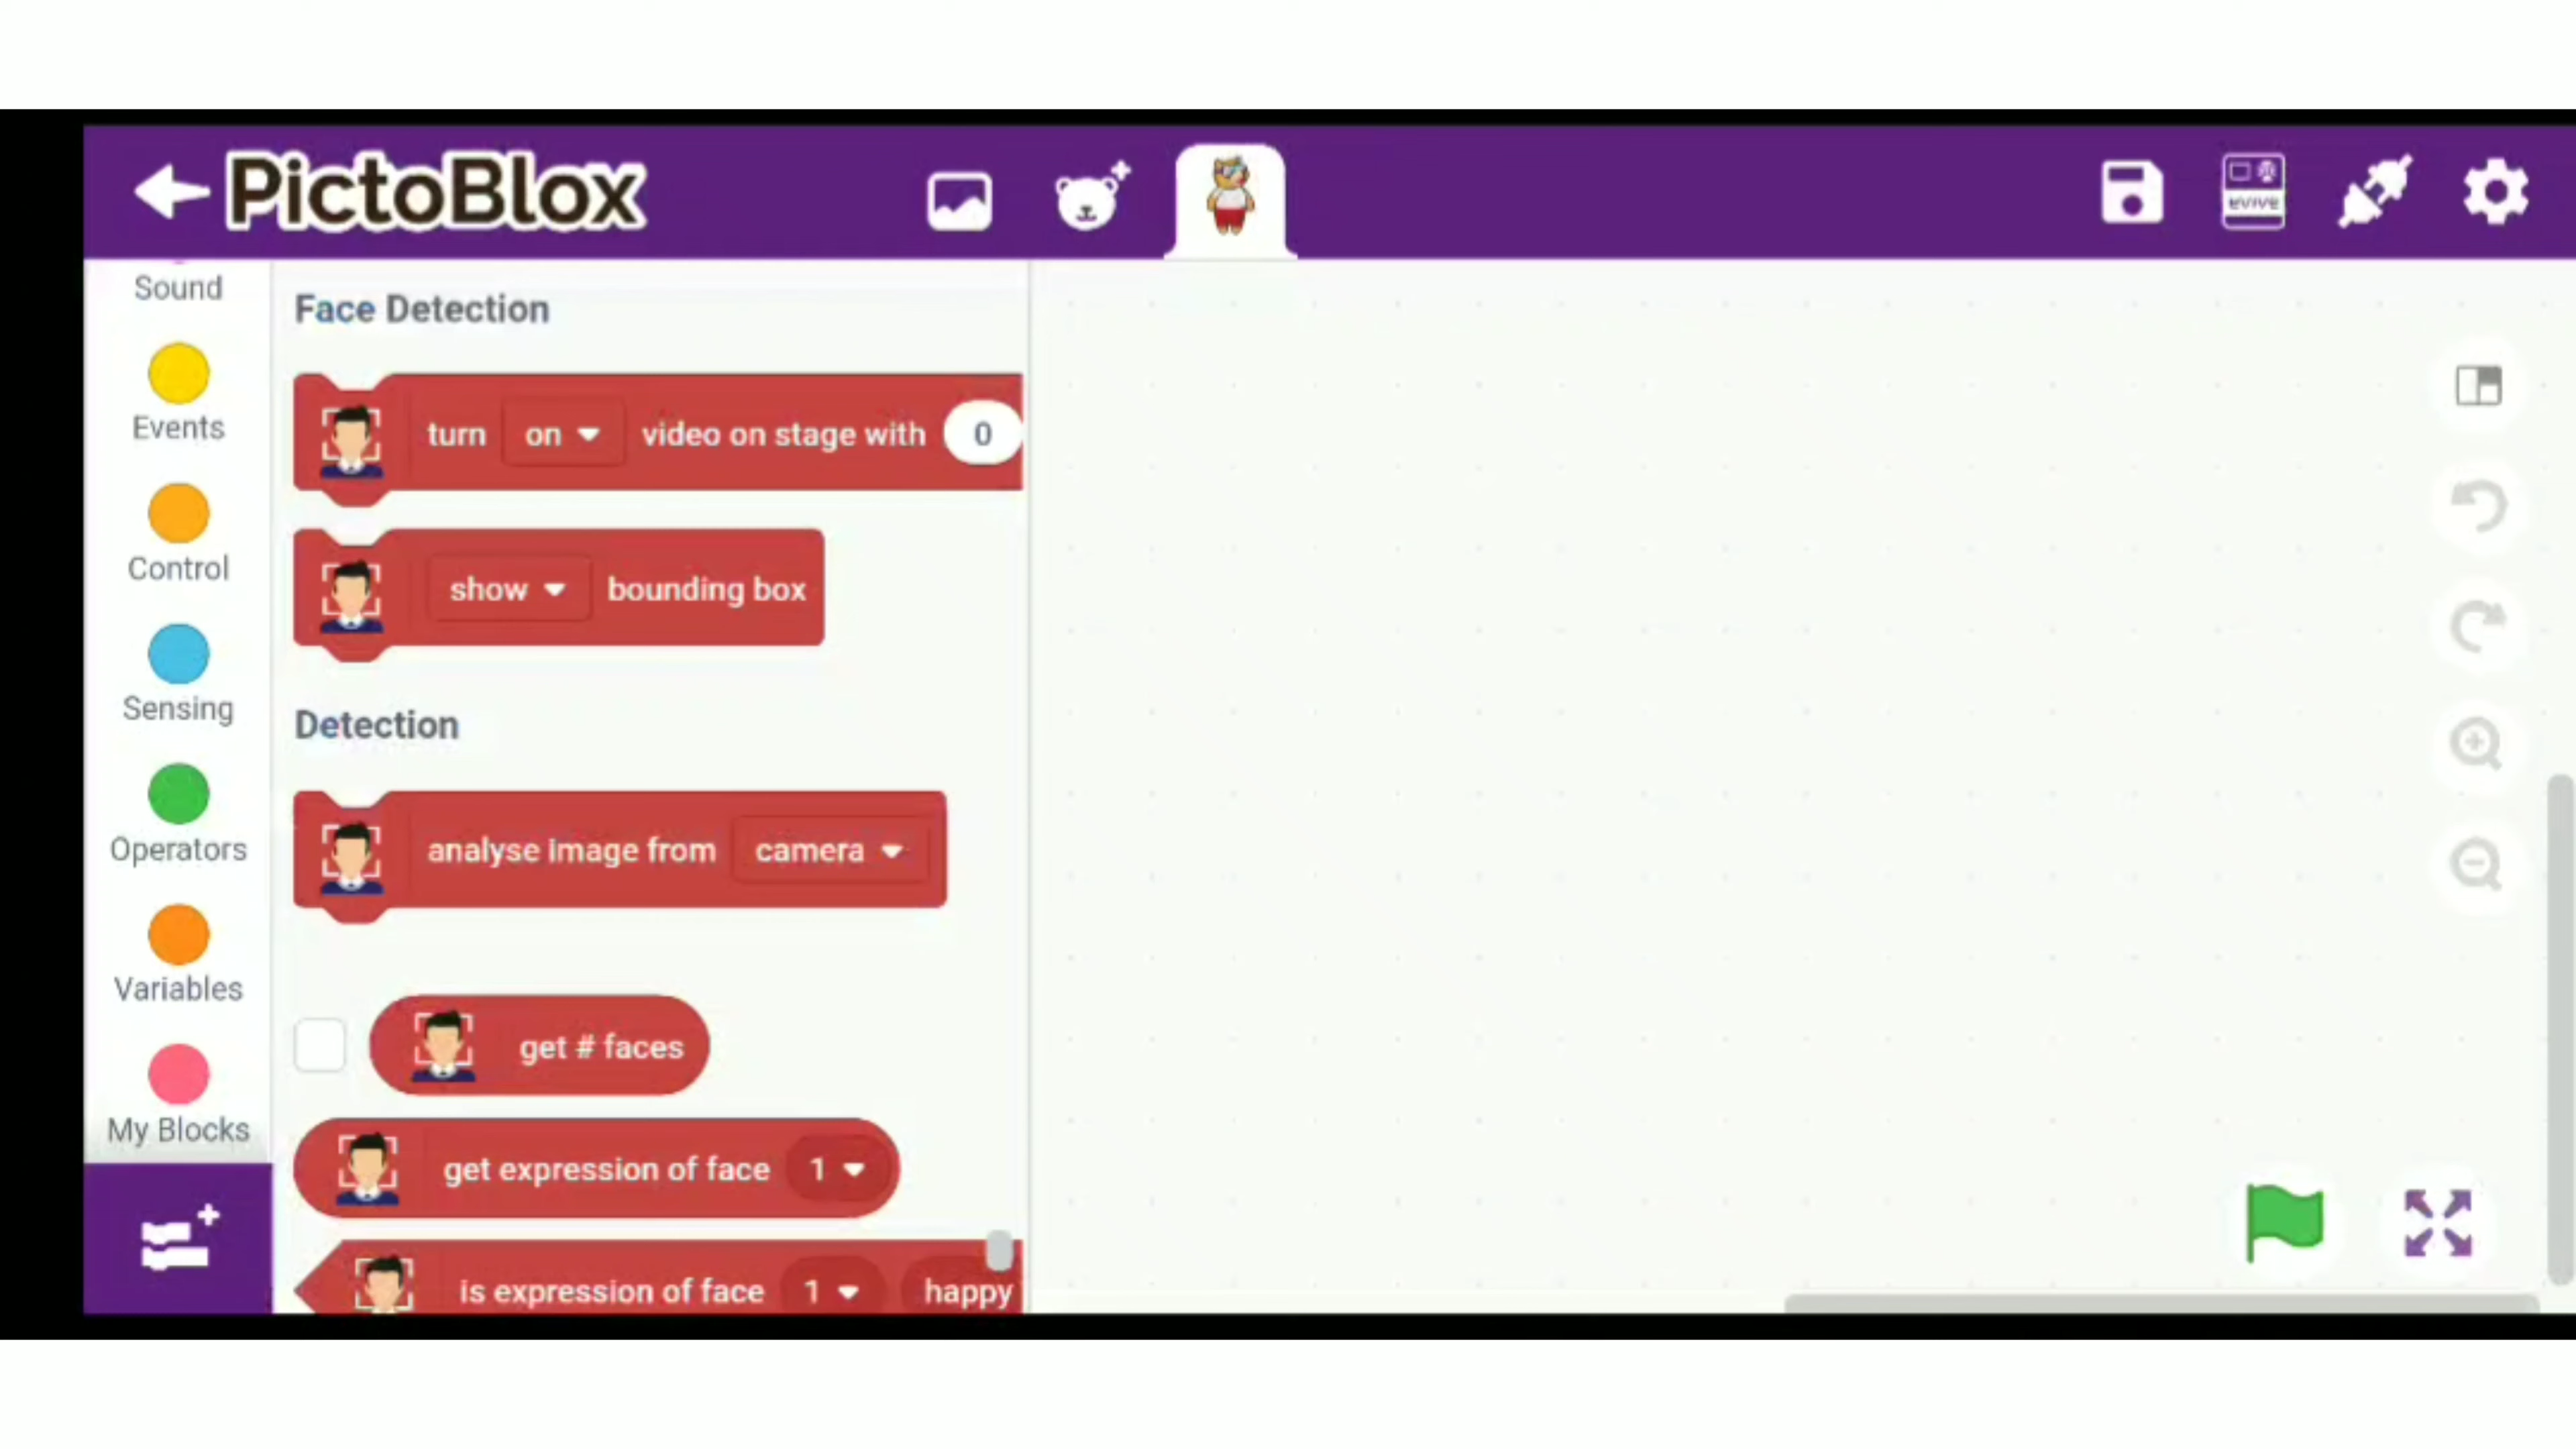 PictoBlox
evive
Sound
Events
Control
Sensing
Operators
Variables
My Blocks
Face Detection
turn on video on stage with 0
show bounding box
Detection
analyse image from camera
get # faces
get expression of face 1
is expression of face 1 happy